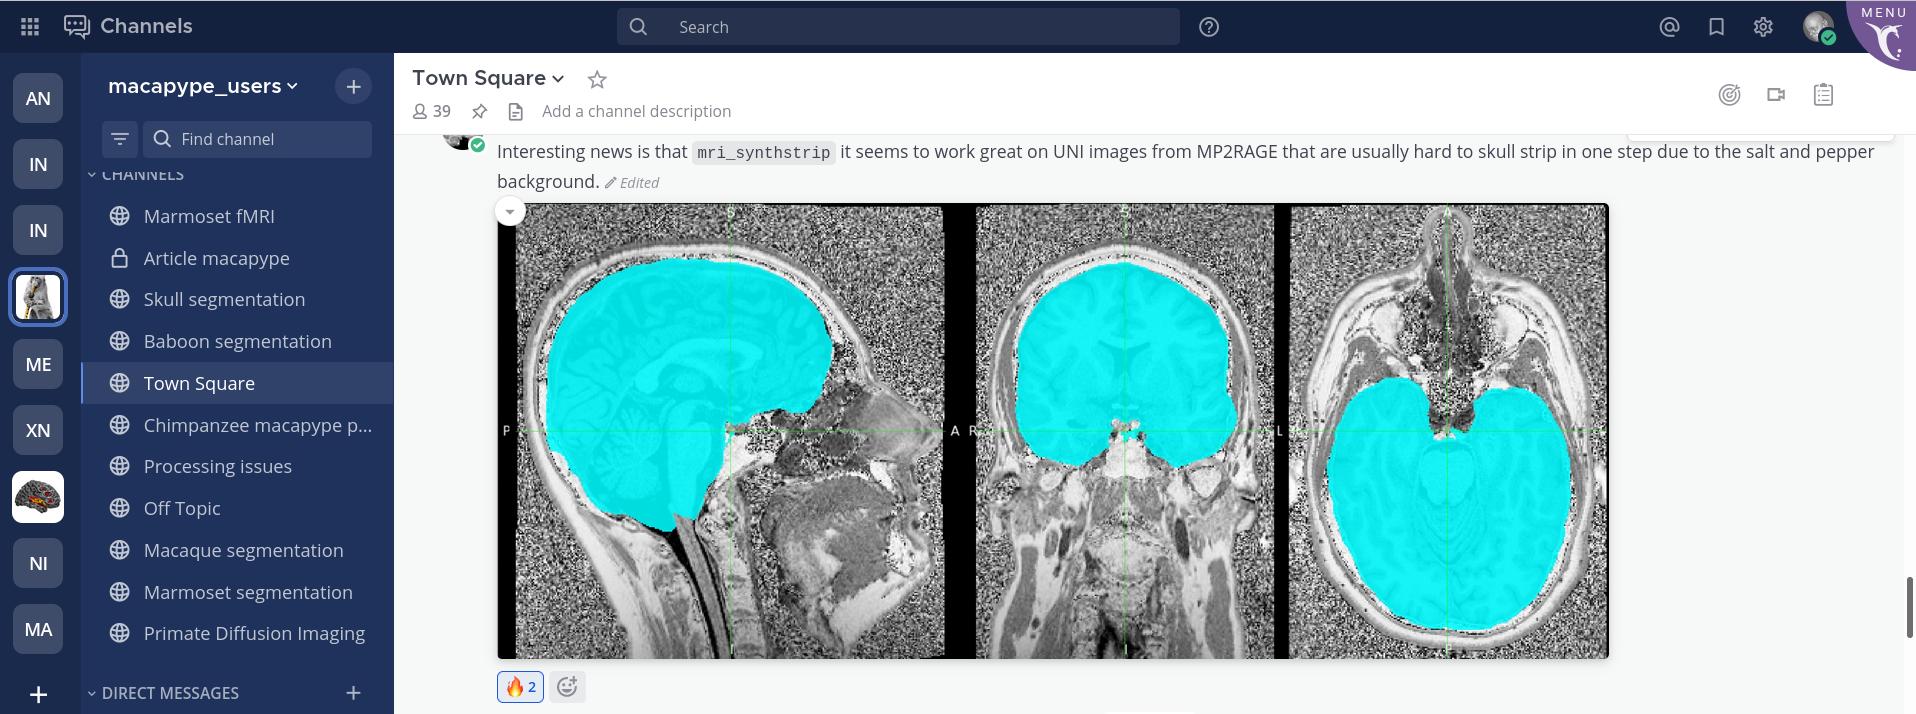 Channels
Search
MENU
AN
IN
IN
ME
XN
NI
MA
macapype_users
Find channel
CHANNELS
Marmoset fMRI
Article macapype
Skull segmentation
Baboon segmentation
Town Square
Chimpanzee macapype p...
Processing issues
Off Topic
Macaque segmentation
Marmoset segmentation
Primate Diffusion Imaging
DIRECT MESSAGES
Town Square
39
Add a channel description
Interesting news is that mri_synthstrip it seems to work great on UNI images from MP2RAGE that are usually hard to skull strip in one step due to the salt and pepper
background. Edited
S S A
P A R L
I I
2